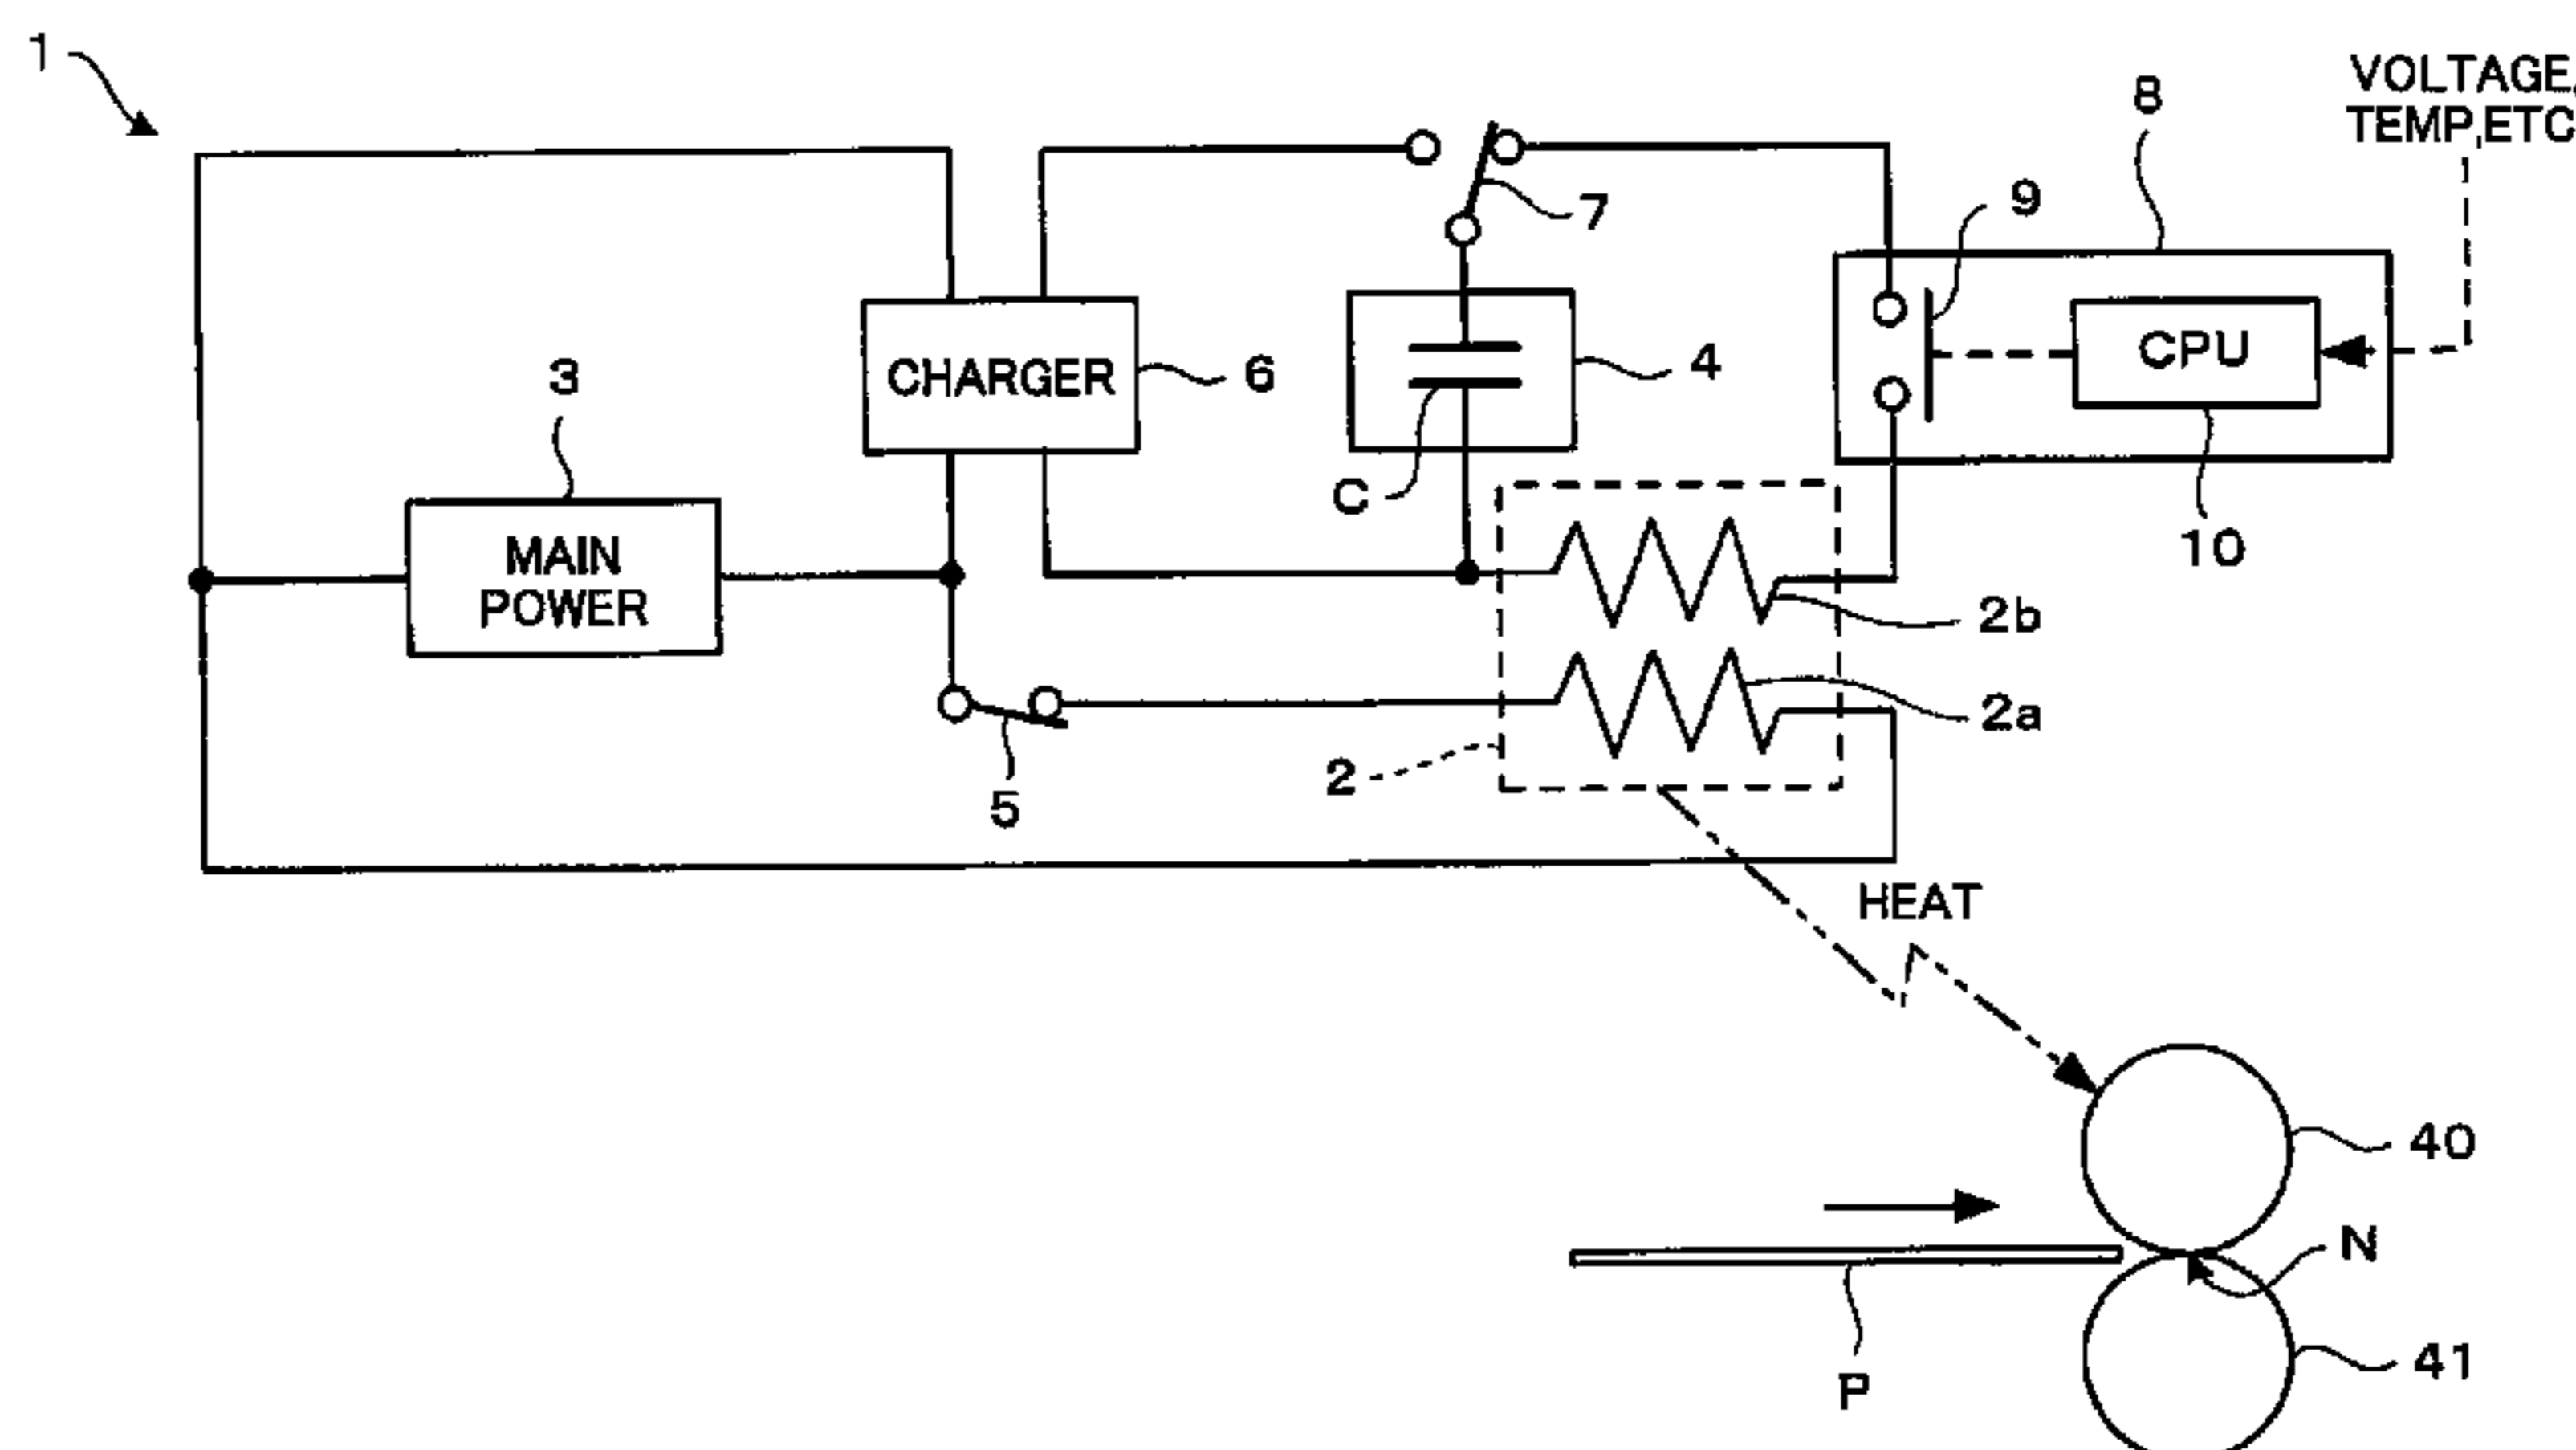 1
VOLTAGE,
TEMP,ETC
8
9
7
3
CHARGER
6
4
CPU
MAIN
POWER
C
10
2b
2a
2
5
HEAT
40
N
P
41